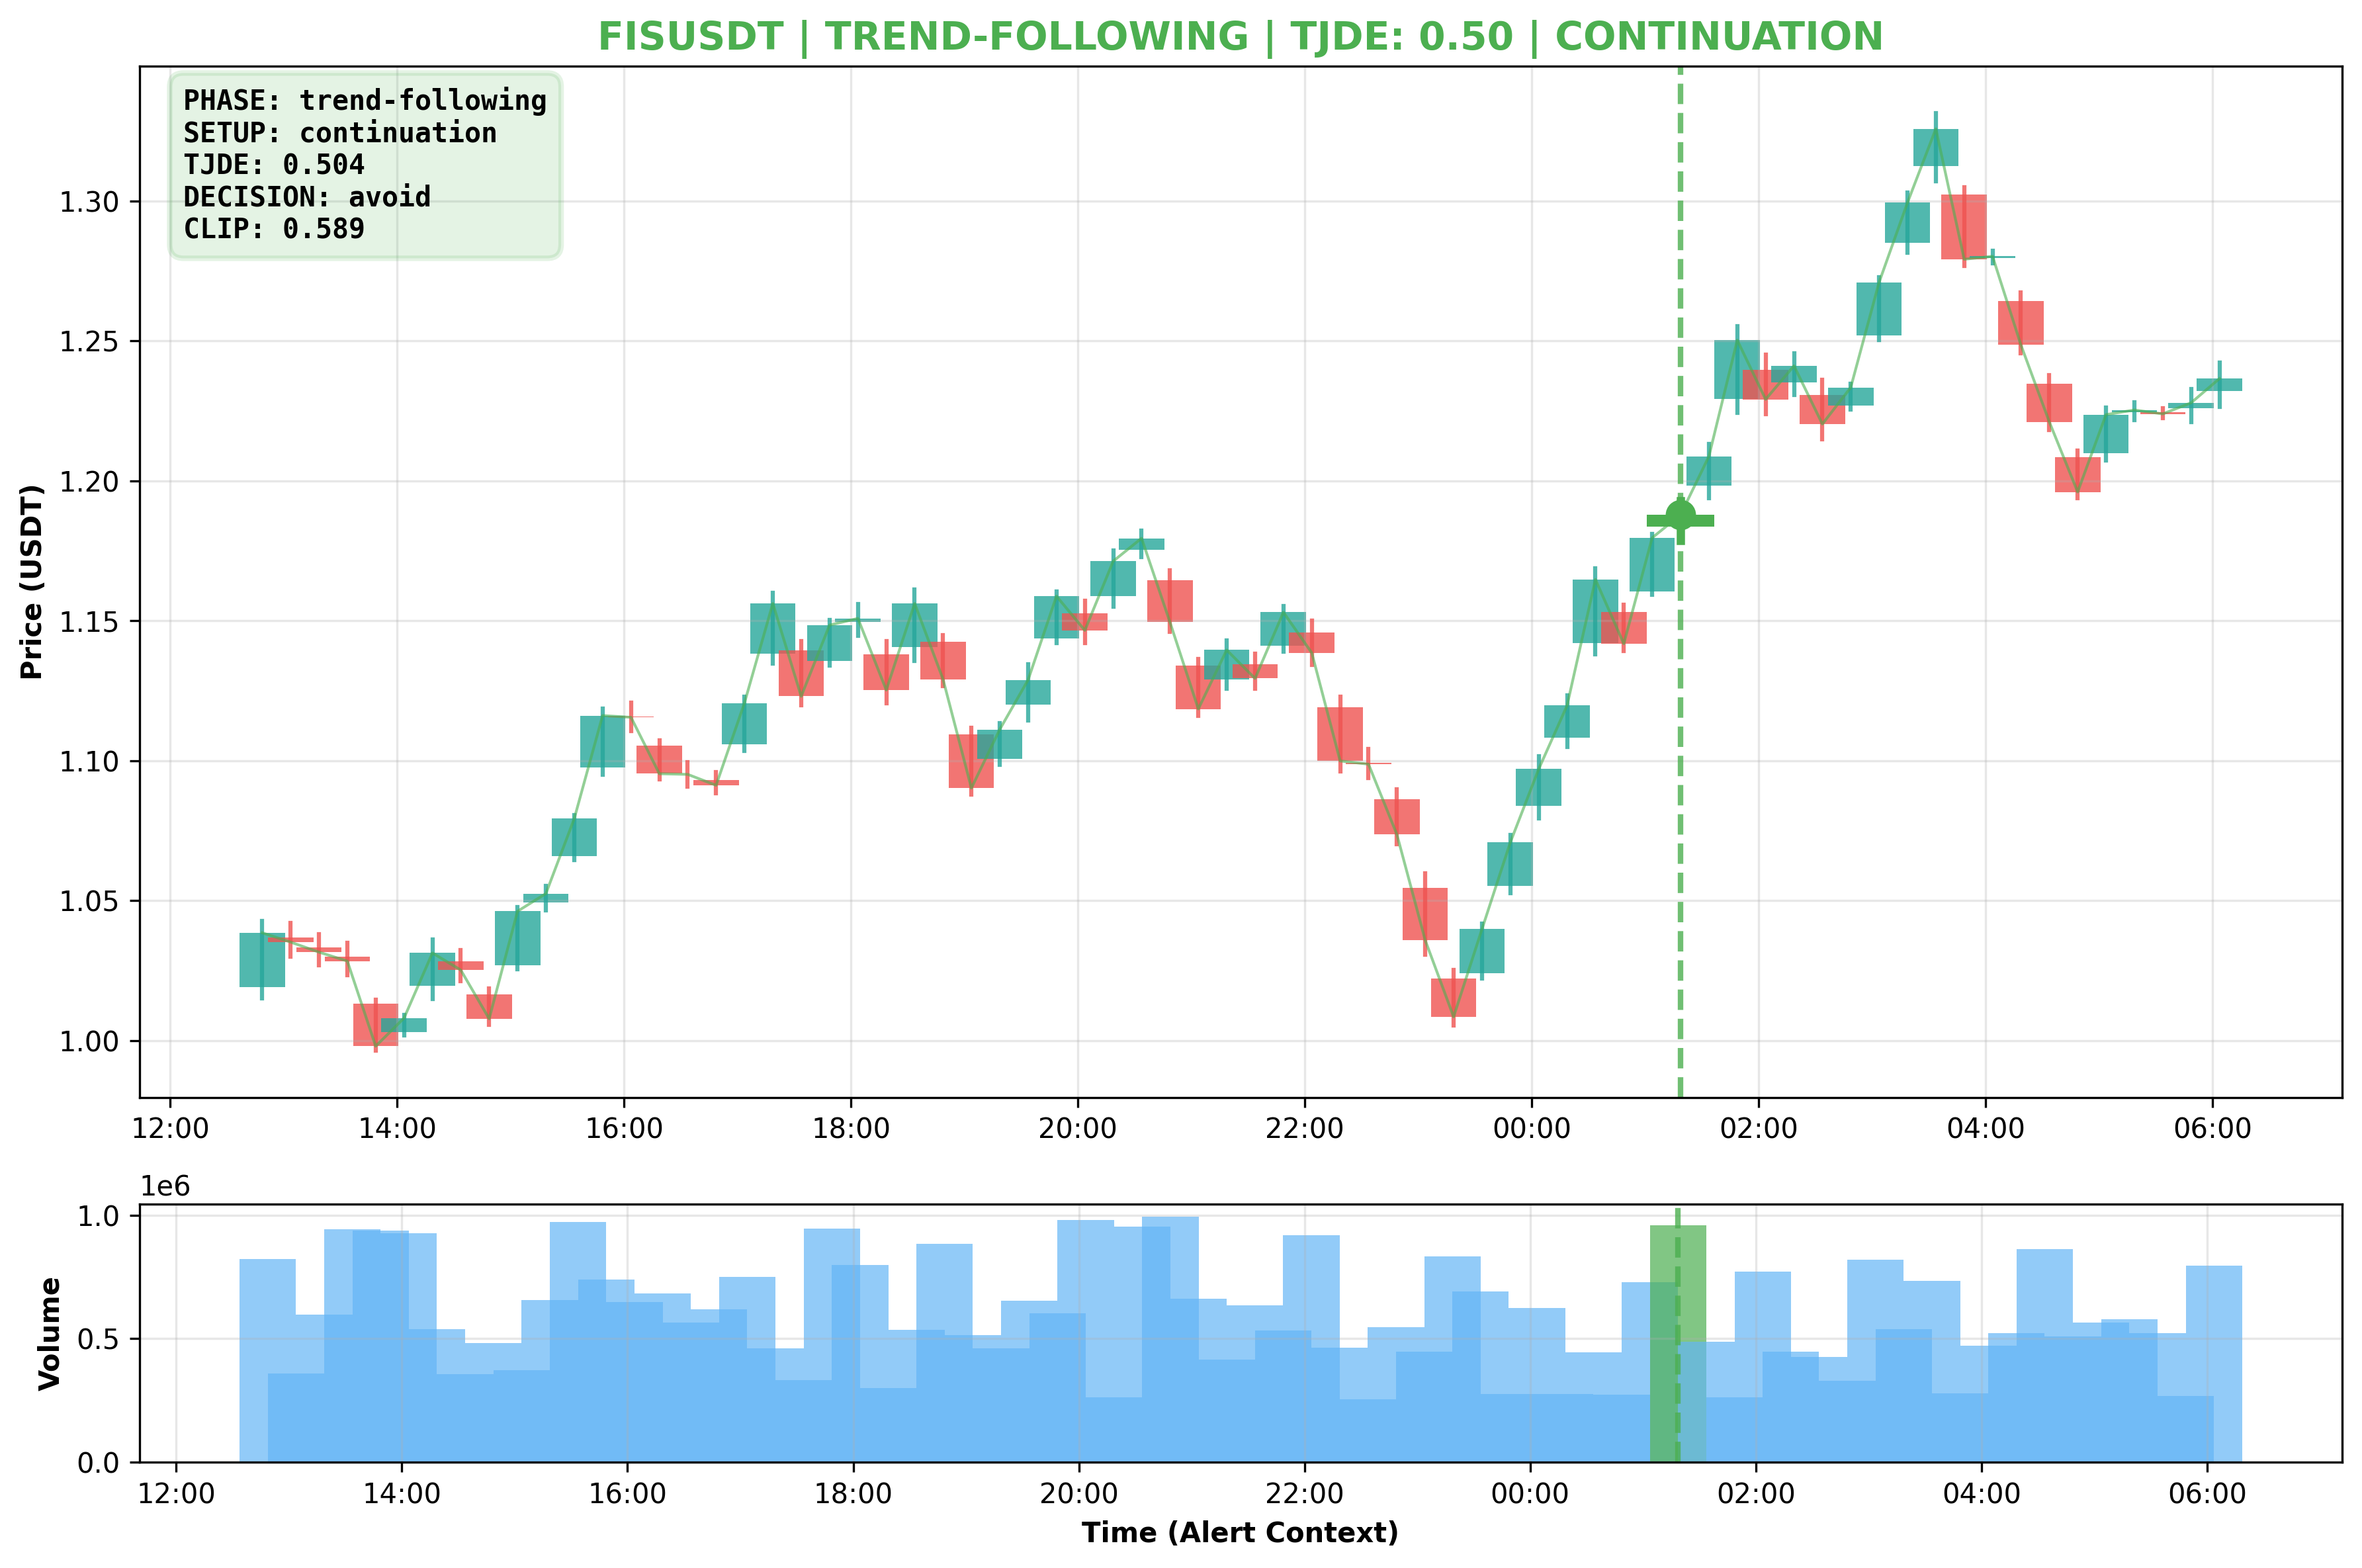 FISUSDT | TREND-FOLLOWING | TJDE: 0.50 | CONTINUATION
PHASE: trend-following
SETUP: continuation
TJDE: 0.504
DECISION: avoid
CLIP: 0.589
Price (USDT)
1.30
1.25
1.20
1.15
1.10
1.05
1.00
12:00 14:00 16:00 18:00 20:00 22:00 00:00 02:00 04:00 06:00
1e6
Volume
1.0
0.5
0.0
12:00 14:00 16:00 18:00 20:00 22:00 00:00 02:00 04:00 06:00
Time (Alert Context)